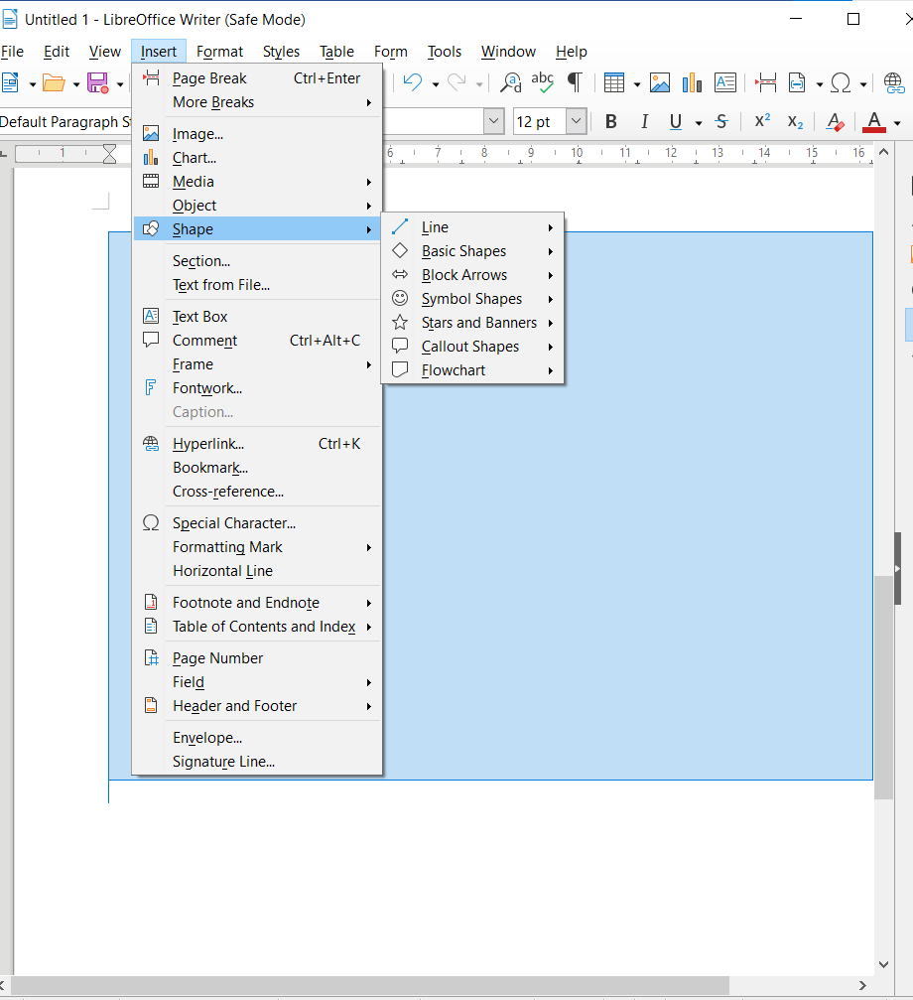 Untitled 1 - LibreOffice Writer (Safe Mode)
File Edit View Insert Format Styles Table Form Tools Window Help
Default Paragraph St
12 pt
B I U S X² X₂ A A
1 6 7 8 9 10 11 12 13 14 15 16
Page Break Ctrl+Enter
More Breaks
Image...
Chart...
Media
Object
Shape
Section...
Text from File...
Text Box
Comment Ctrl+Alt+C
Frame
Fontwork...
Caption...
Hyperlink... Ctrl+K
Bookmark...
Cross-reference...
Special Character...
Formatting Mark
Horizontal Line
Footnote and Endnote
Table of Contents and Index
Page Number
Field
Header and Footer
Envelope...
Signature Line...
Line
Basic Shapes
Block Arrows
Symbol Shapes
Stars and Banners
Callout Shapes
Flowchart